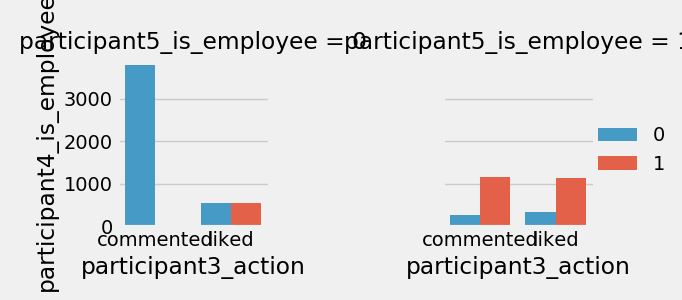 participant5_is_employee = 0
participant5_is_employee = 1
participant4_is_employee
3000
2000
1000
0
commented
liked
commented
liked
participant3_action
participant3_action
0
1